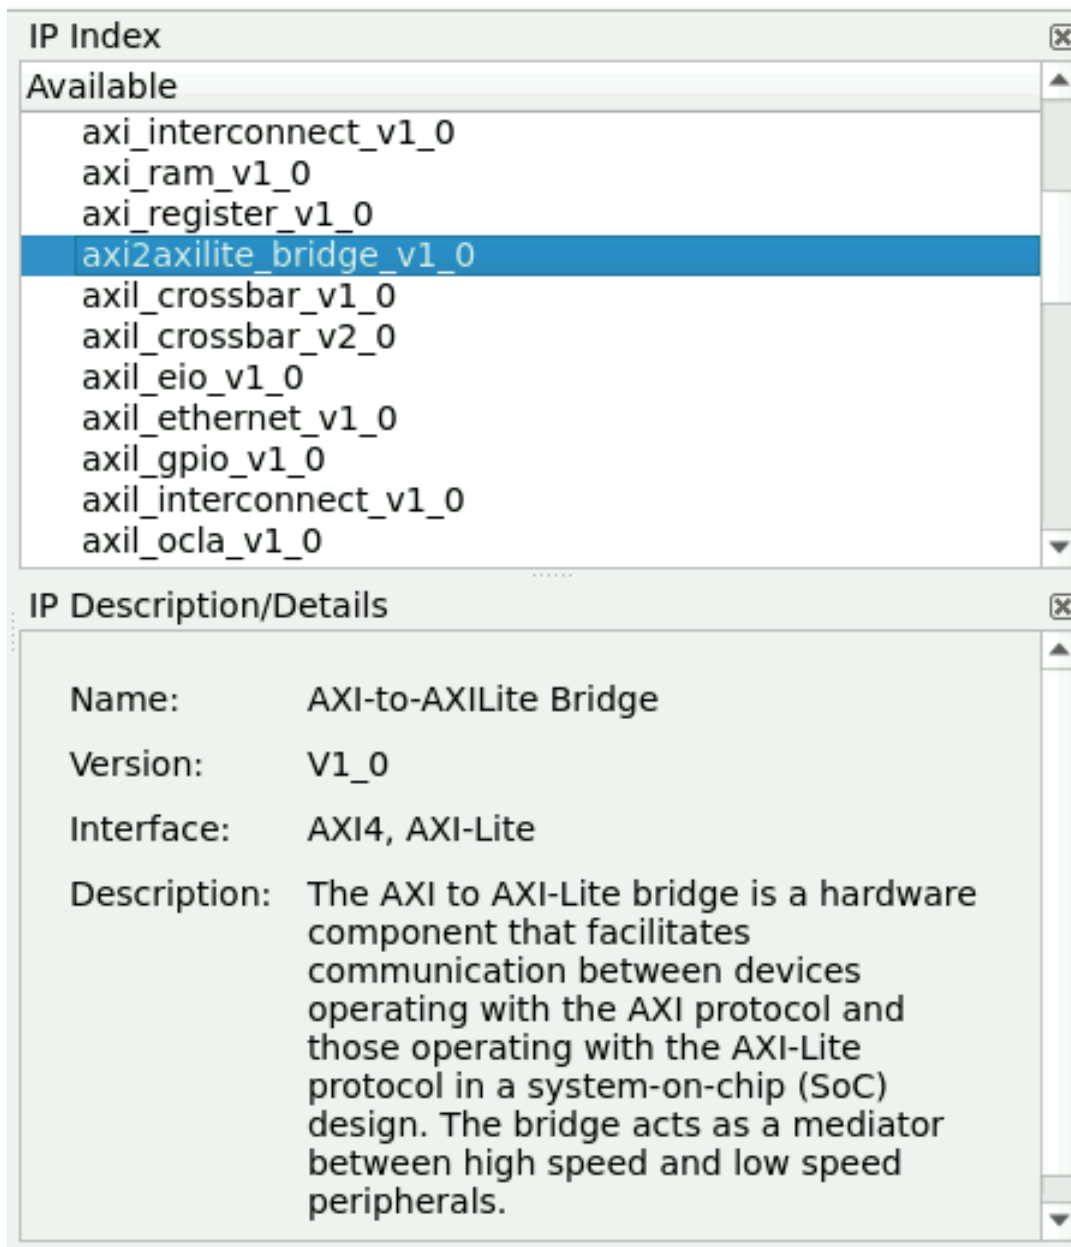 IP Index
Available
axi_interconnect_v1_0
axi_ram_v1_0
axi_register_v1_0
axi2axilite_bridge_v1_0
axil_crossbar_v1_0
axil_crossbar_v2_0
axil_eio_v1_0
axil_ethernet_v1_0
axil_gpio_v1_0
axil_interconnect_v1_0
axil_ocla_v1_0
IP Description/Details
Name: AXI-to-AXILite Bridge
Version: V1_0
Interface: AXI4, AXI-Lite
Description: The AXI to AXI-Lite bridge is a hardware
component that facilitates
communication between devices
operating with the AXI protocol and
those operating with the AXI-Lite
protocol in a system-on-chip (SoC)
design. The bridge acts as a mediator
between high speed and low speed
peripherals.